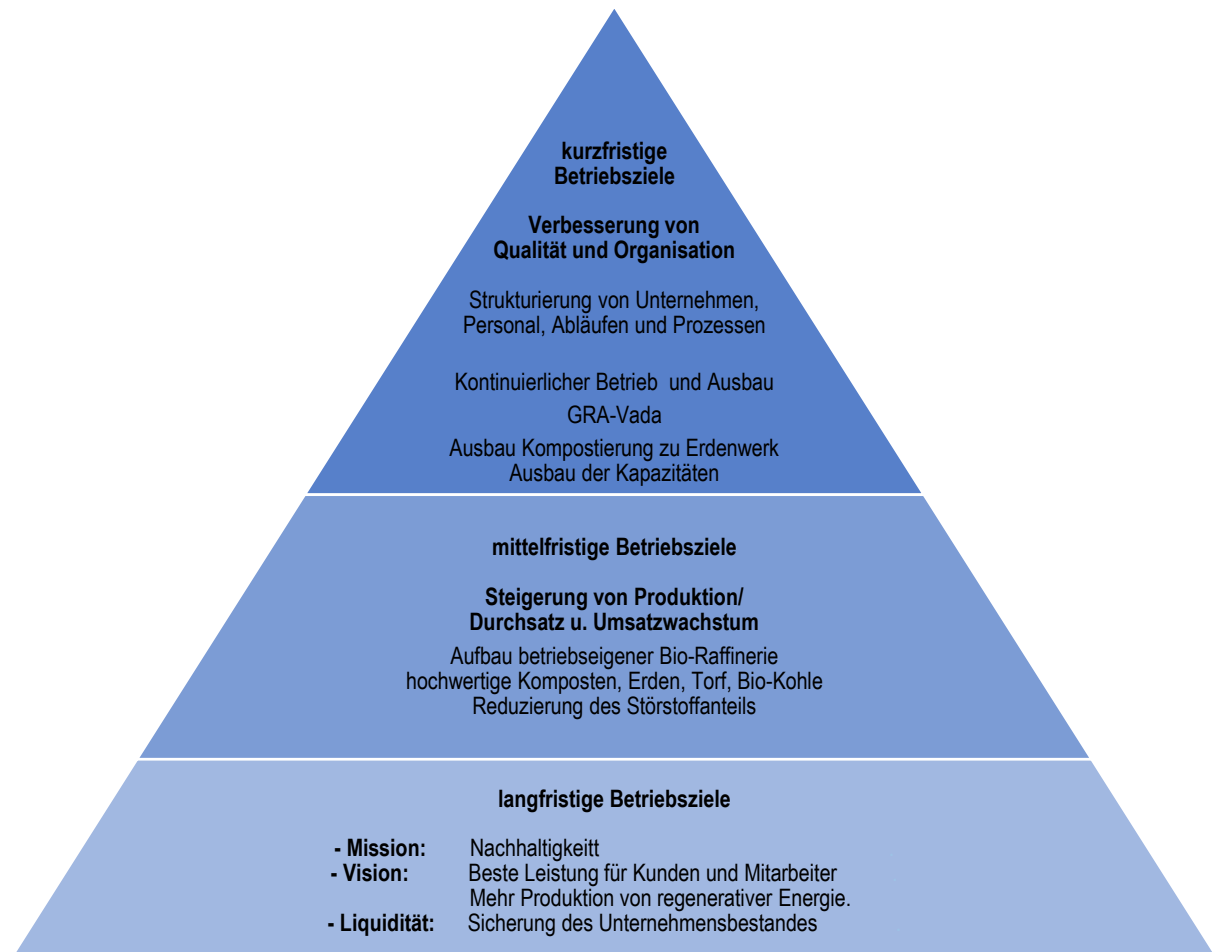 kurzfristige
Betriebsziele
Verbesserung von
Qualität und Organisation
Strukturierung von Unternehmen,
Personal, Abläufen und Prozessen
Kontinuierlicher Betrieb und Ausbau
GRA-Vada
Ausbau Kompostierung zu Erdenwerk
Ausbau der Kapazitäten
mittelfristige Betriebsziele
Steigerung von Produktion/
Durchsatz u. Umsatzwachstum
Aufbau betriebseigener Bio-Raffinerie
hochwertige Komposten, Erden, Torf, Bio-Kohle
Reduzierung des Störstoffanteils
langfristige Betriebsziele
- Mission: Nachhaltigkeitt
- Vision: Beste Leistung für Kunden und Mitarbeiter
Mehr Produktion von regenerativer Energie.
- Liquidität: Sicherung des Unternehmensbestandes